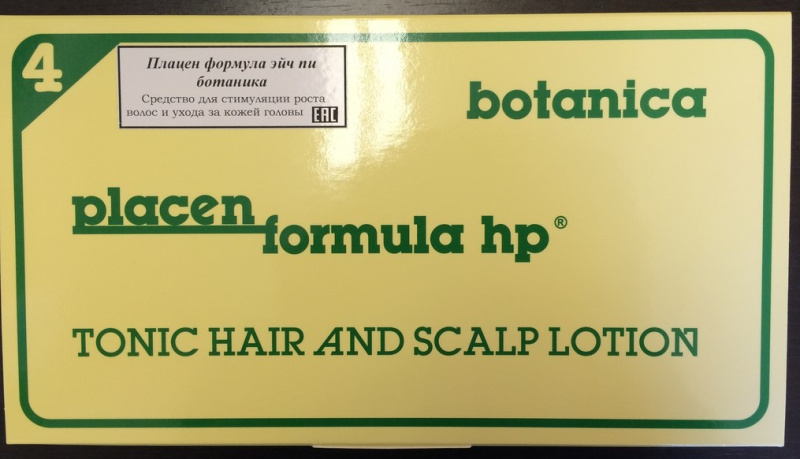 4
Плацен формула эйч пи
ботаника
Средство для стимуляции роста
волос и ухода за кожей головы EAC
botanica
placen
formula hp®
TONIC HAIR AND SCALP LOTION